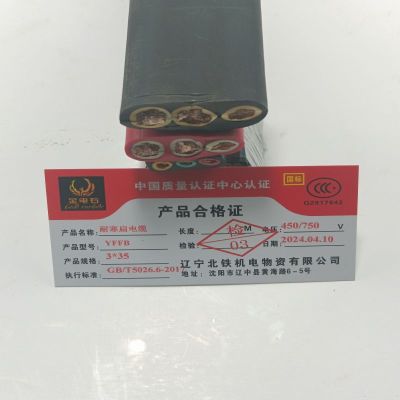 金电石
中国质量认证中心认证
国标
CCC
产品合格证
产品名称: 耐寒扁电缆
长度: M
电压: 450/750 V
产品型号: YFFB
检验:
检
03
日期: 2024.04.10
产品规格: 3*35
执行标准: GB/T5026.6-2017
辽宁北铁机电物资有限公司
地址: 沈阳市辽中县黄海路6-5号